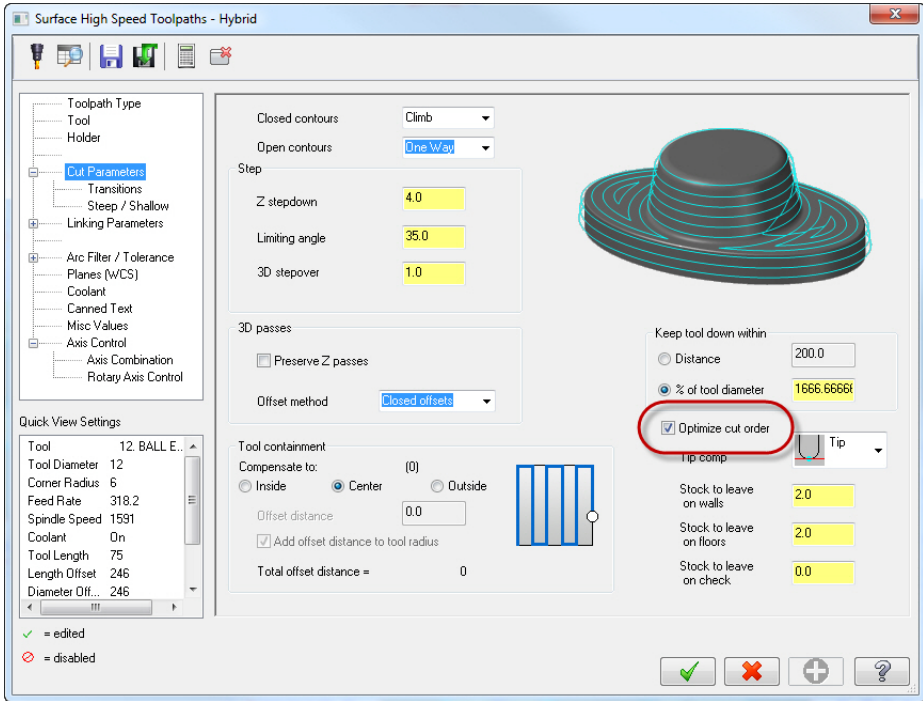 Surface High Speed Toolpaths - Hybrid
Toolpath Type
Tool
Holder
Cut Parameters
Transitions
Steep / Shallow
Linking Parameters
Arc Filter / Tolerance
Planes (WCS)
Coolant
Canned Text
Misc Values
Axis Control
Axis Combination
Rotary Axis Control
Quick View Settings
Tool 12. BALL E...
Tool Diameter 12
Corner Radius 6
Feed Rate 318.2
Spindle Speed 1591
Coolant On
Tool Length 75
Length Offset 246
Diameter Off... 246
= edited
= disabled
Closed contours Climb
Open contours One Way
Step
Z stepdown 4.0
Limiting angle 35.0
3D stepover 1.0
3D passes
Preserve Z passes
Offset method Closed offsets
Tool containment
Compensate to: (0)
Inside Center Outside
Offset distance 0.0
Add offset distance to tool radius
Total offset distance = 0
Keep tool down within
Distance 200.0
% of tool diameter 1666.66666
Optimize cut order
Tip comp Tip
Stock to leave
on walls 2.0
Stock to leave
on floors 2.0
Stock to leave
on check 0.0